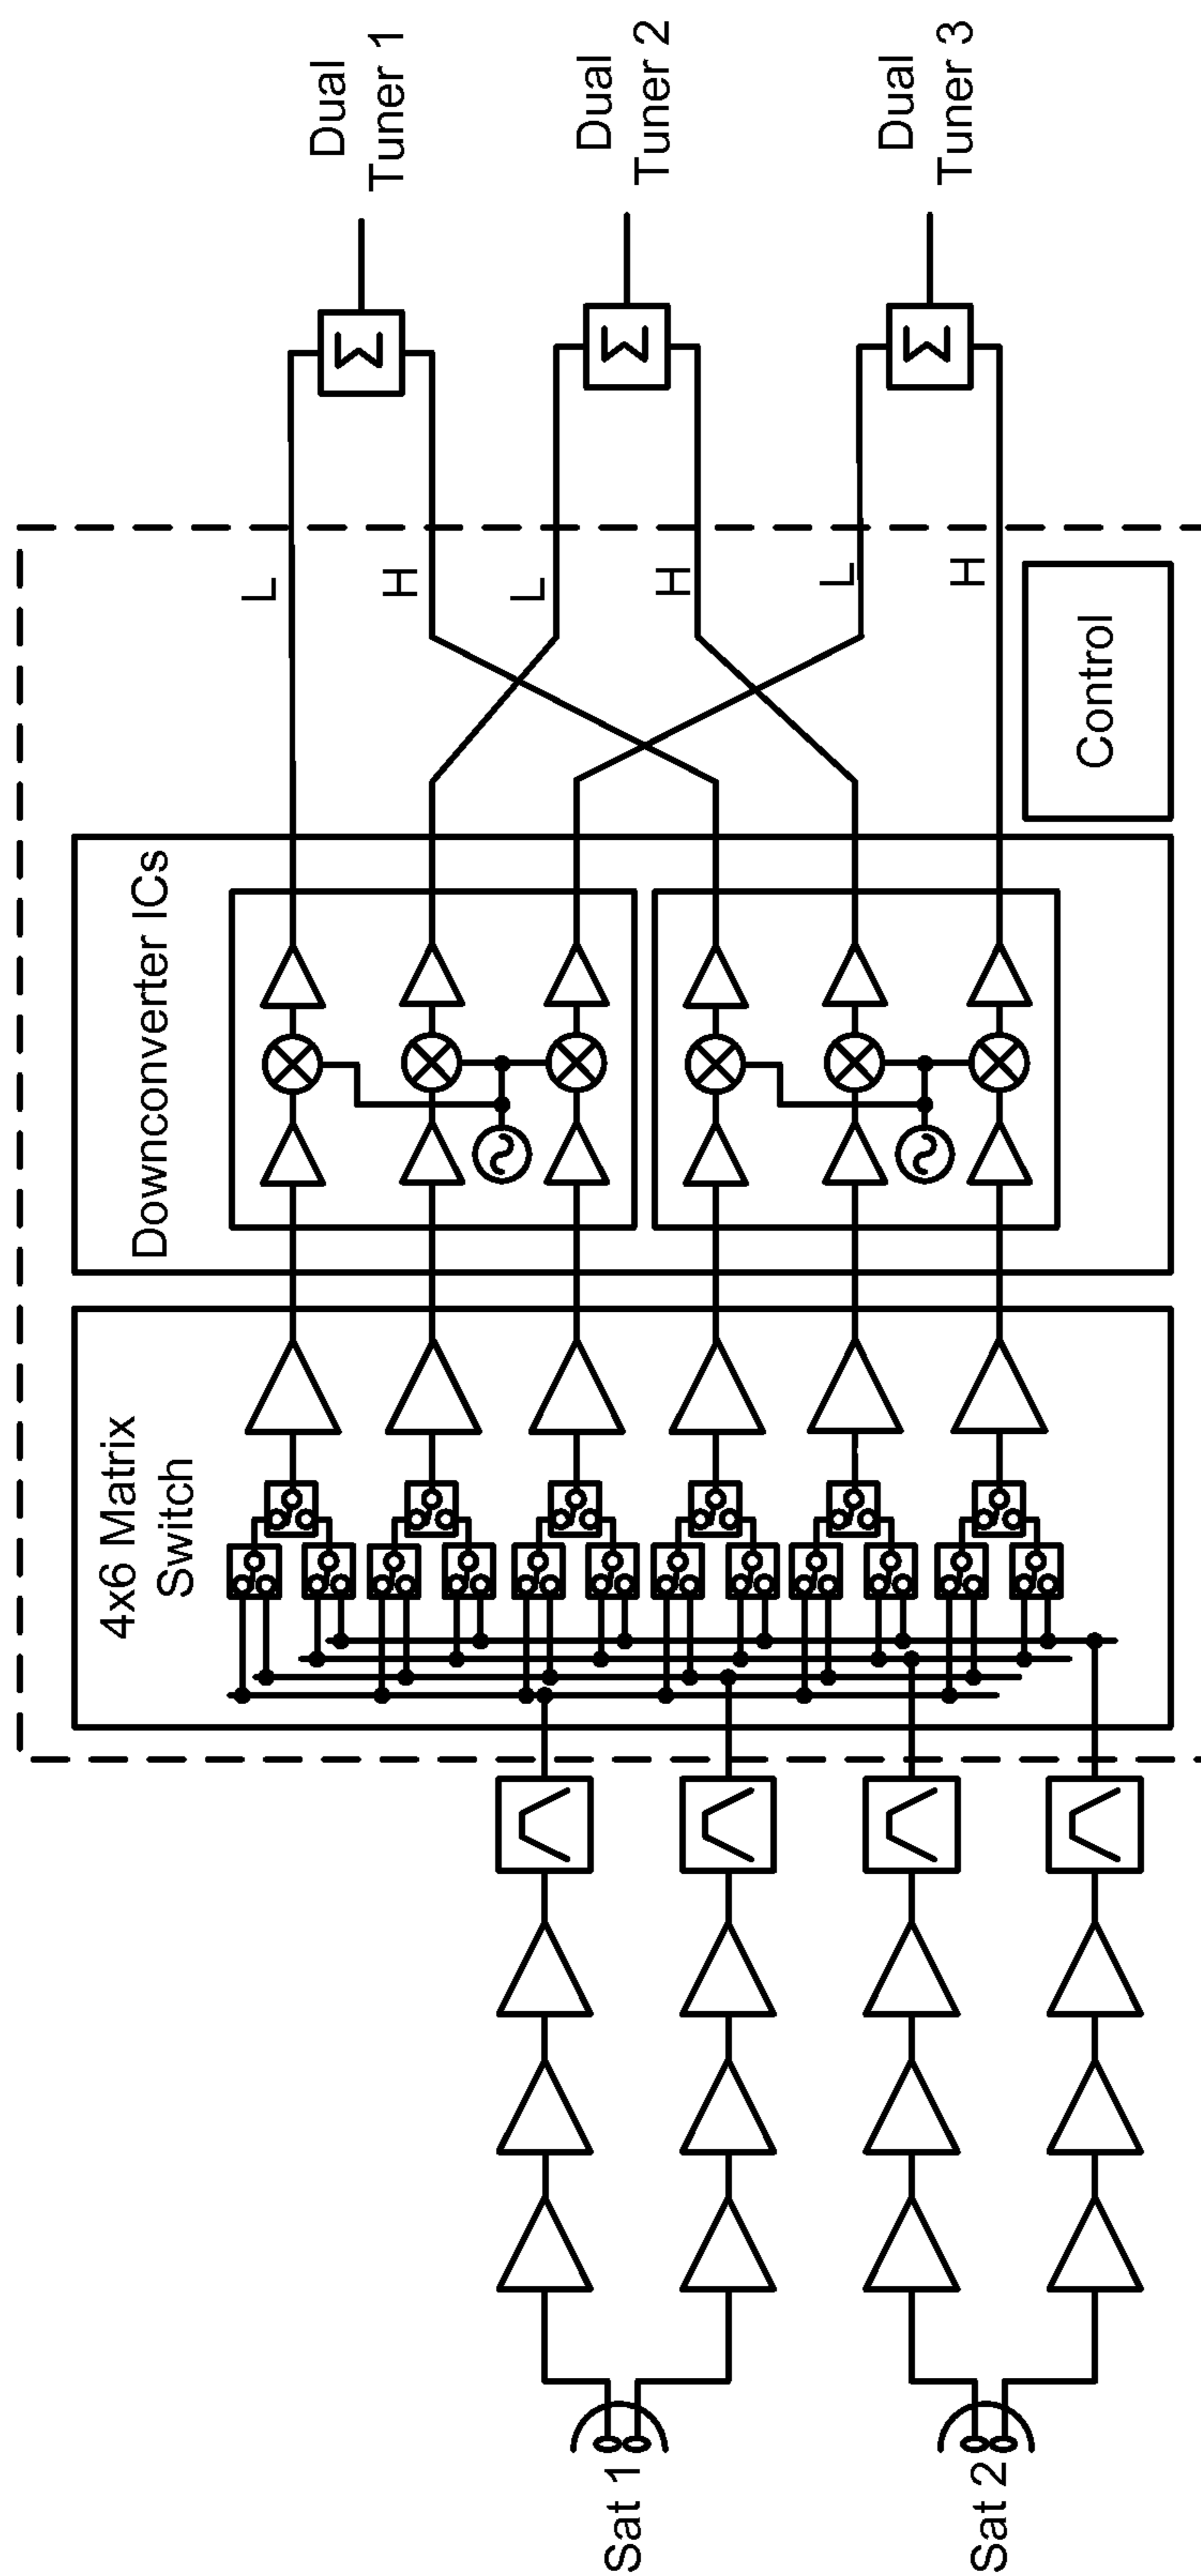 Sat 1
Sat 2
4x6 Matrix
Switch
Downconverter ICs
L
H
L
H
L
H
Control
Dual
Tuner 1
Dual
Tuner 2
Dual
Tuner 3